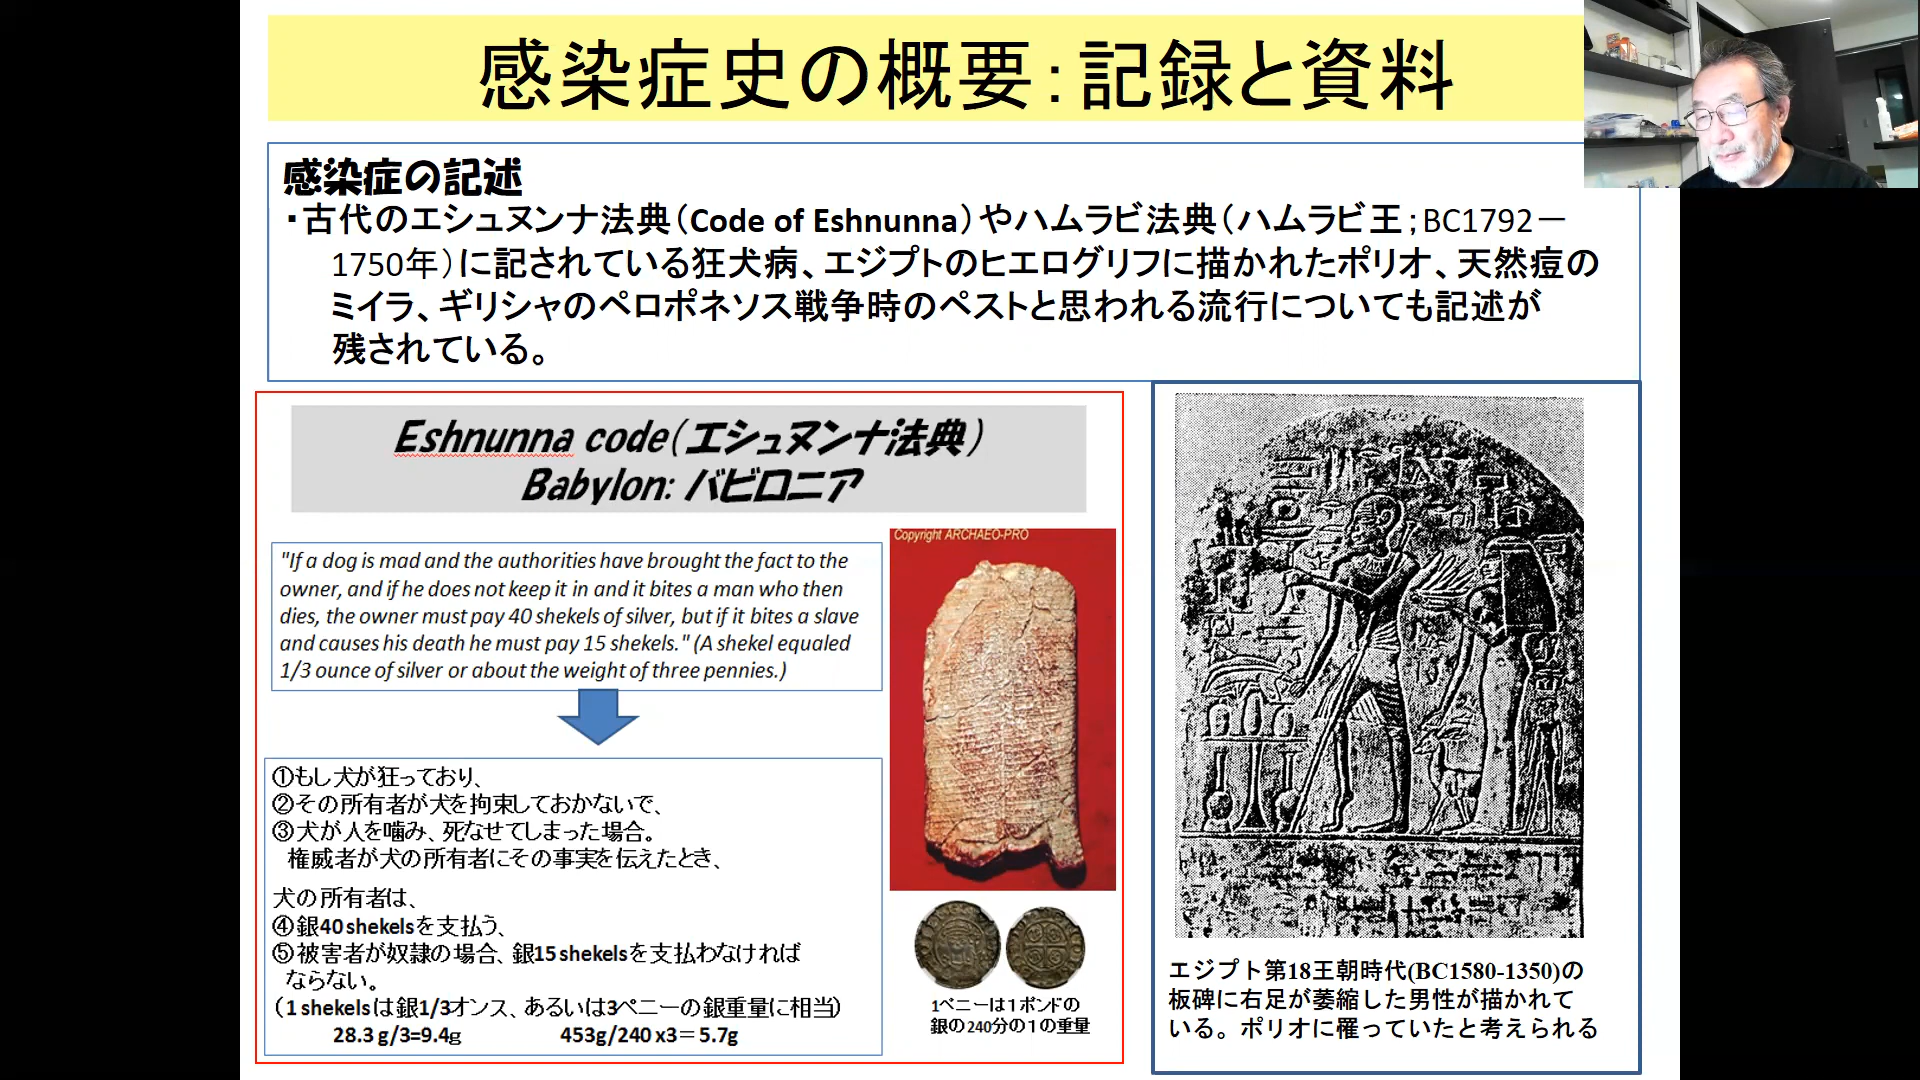 感染症史の概要：記録と資料
感染症の記述
・古代のエシュヌンナ法典（Code of Eshnunna）やハムラビ法典（ハムラビ王；BC1792－
1750年）に記されている狂犬病、エジプトのヒエログリフに描かれたポリオ、天然痘の
ミイラ、ギリシャのペロポネソス戦争時のペストと思われる流行についても記述が
残されている。
Eshnunna code（エシュヌンナ法典）
Babylon: バビロニア
"If a dog is mad and the authorities have brought the fact to the
owner, and if he does not keep it in and it bites a man who then
dies, the owner must pay 40 shekels of silver, but if it bites a slave
and causes his death he must pay 15 shekels." (A shekel equaled
1/3 ounce of silver or about the weight of three pennies.)
①もし犬が狂っており、
②その所有者が犬を拘束しておかないで、
③犬が人を噛み、死なせてしまった場合。
権威者が犬の所有者にその事実を伝えたとき、
犬の所有者は、
④銀40 shekelsを支払う、
⑤被害者が奴隷の場合、銀15 shekelsを支払わなければ
ならない。
（1 shekelsは銀1/3オンス、あるいは3ペニーの銀重量に相当）
28.3 g/3=9.4g 453g/240 x3＝5.7g
Copyright ARCHAEO-PRO
1ペニーは1ポンドの
銀の240分の1の重量
エジプト第18王朝時代(BC1580-1350)の
板碑に右足が萎縮した男性が描かれて
いる。ポリオに罹っていたと考えられる